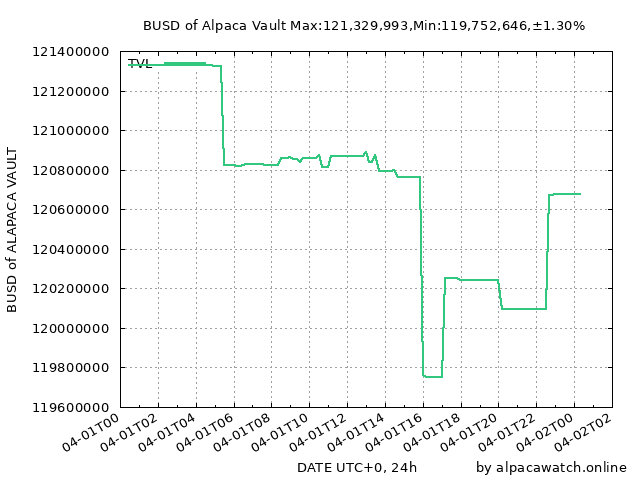 BUSD of Alpaca Vault Max:121,329,993,Min:119,752,646,±1.30%
121400000
TVL
121200000
121000000
120800000
120600000
120400000
120200000
120000000
119800000
119600000
BUSD of ALAPACA VAULT
04-01T00
04-01T02
04-01T04
04-01T06
04-01T08
04-01T10
04-01T12
04-01T14
04-01T16
04-01T18
04-01T20
04-01T22
04-02T00
04-02T02
DATE UTC+0, 24h
by alpacawatch.online